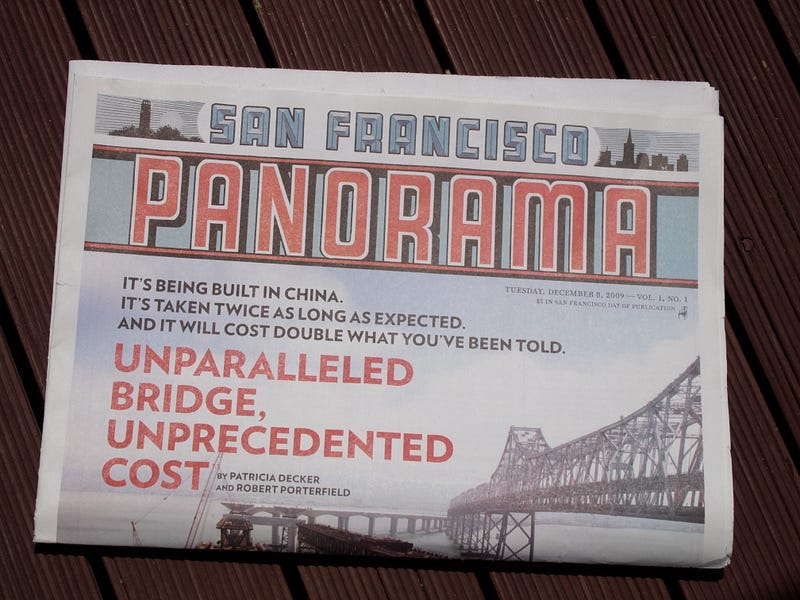 SAN FRANCISCO
PANORAMA
TUESDAY, DECEMBER 8, 2009 — VOL. 1, NO. 1
$5 IN SAN FRANCISCO DAY OF PUBLICATION
IT'S BEING BUILT IN CHINA.
IT'S TAKEN TWICE AS LONG AS EXPECTED.
AND IT WILL COST DOUBLE WHAT YOU'VE BEEN TOLD.
UNPARALLELED
BRIDGE,
UNPRECEDENTED
COST
BY PATRICIA DECKER
AND ROBERT PORTERFIELD